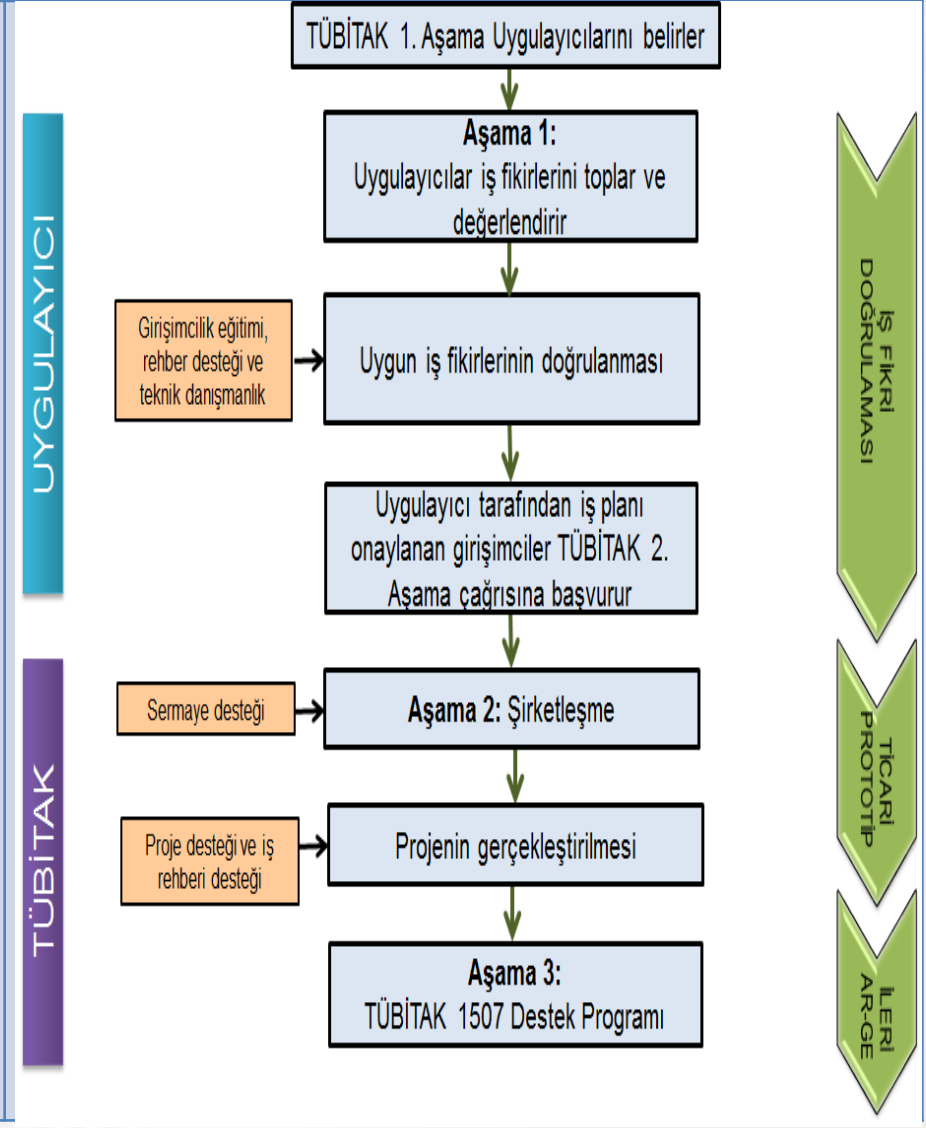 TÜBİTAK 1. Aşama Uygulayıcılarını belirler
Aşama 1:
Uygulayıcılar iş fikirlerini toplar ve
değerlendirir
Girişimcilik eğitimi,
rehber desteği ve
teknik danışmanlık
Uygun iş fikirlerinin doğrulanması
Uygulayıcı tarafından iş planı
onaylanan girişimciler TÜBİTAK 2.
Aşama çağrısına başvurur
UYGULAYICI
İŞ FİKRİ
DOĞRULAMASI
Sermaye desteği
Aşama 2: Şirketleşme
Proje desteği ve iş
rehberi desteği
Projenin gerçekleştirilmesi
Aşama 3:
TÜBİTAK 1507 Destek Programı
TÜBİTAK
TİCARİ
PROTOTİP
İLERİ
AR-GE